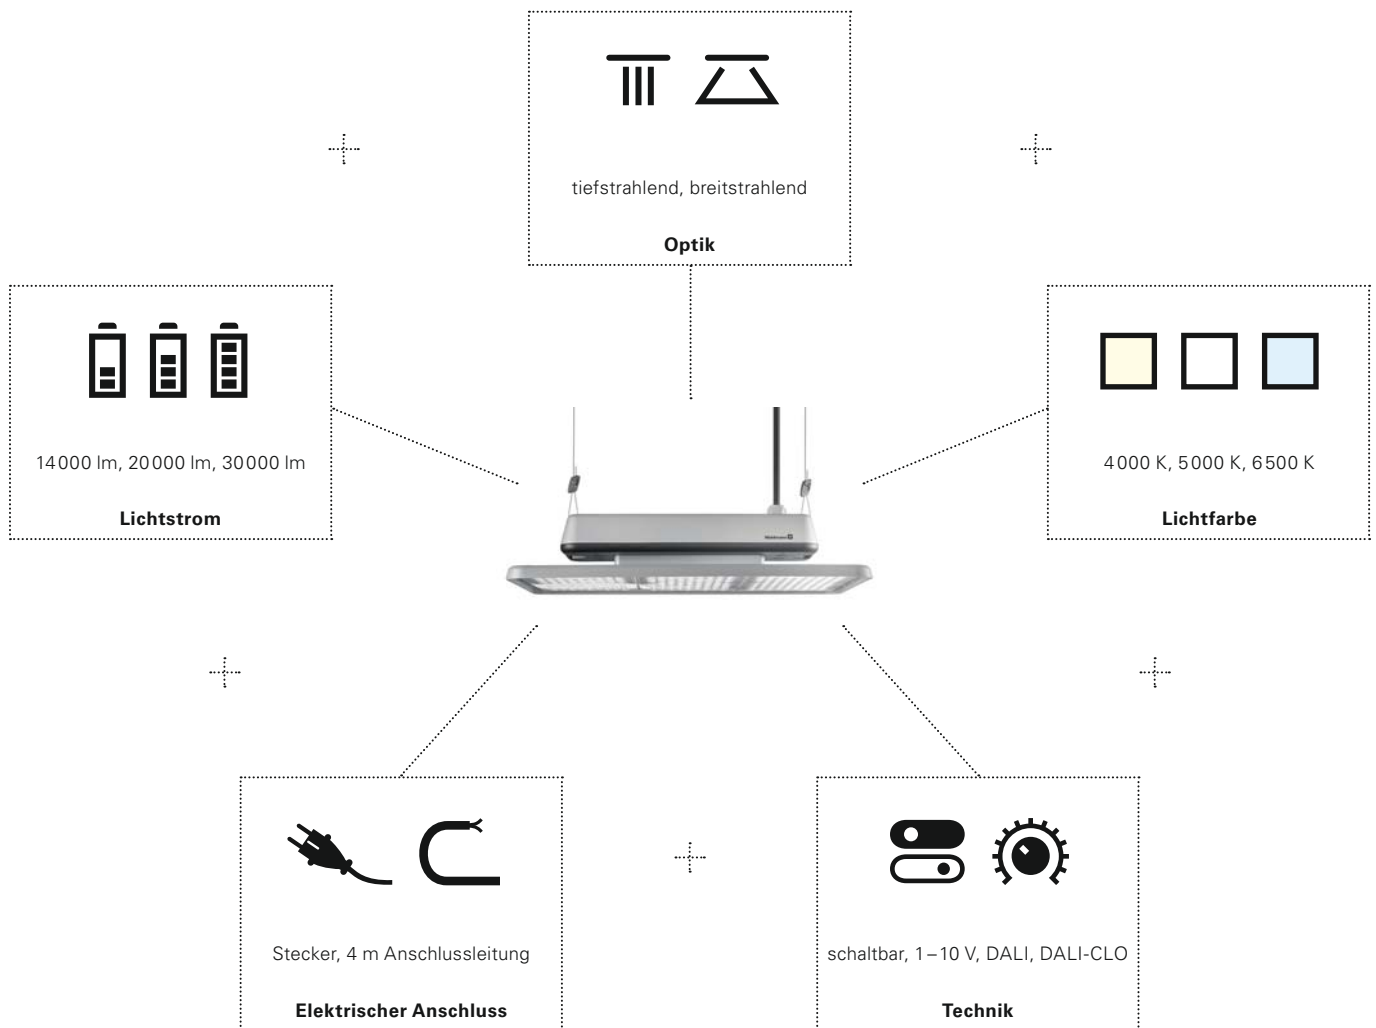 tiefstrahlend, breitstrahlend
Optik
14000 lm, 20000 lm, 30000 lm
Lichtstrom
4000 K, 5000 K, 6500 K
Lichtfarbe
Stecker, 4 m Anschlussleitung
Elektrischer Anschluss
schaltbar, 1–10 V, DALI, DALI-CLO
Technik